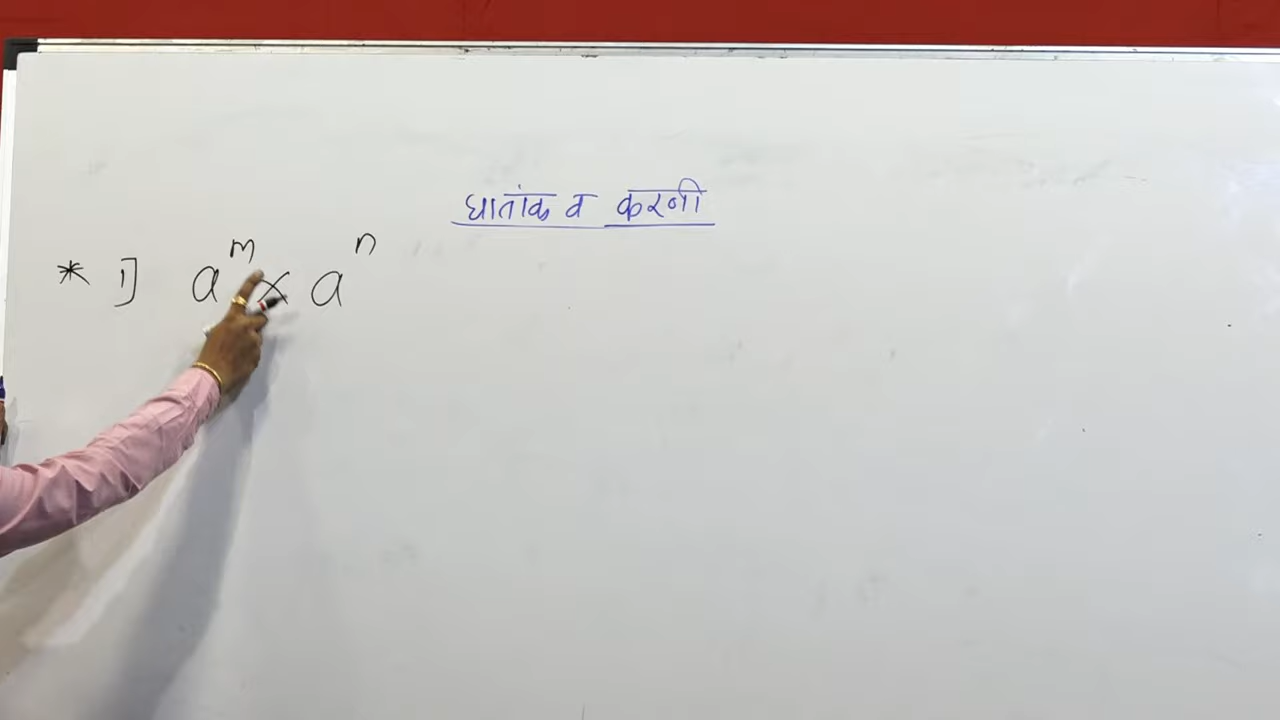 घातांक व करणी
* 1] a^m × a^n